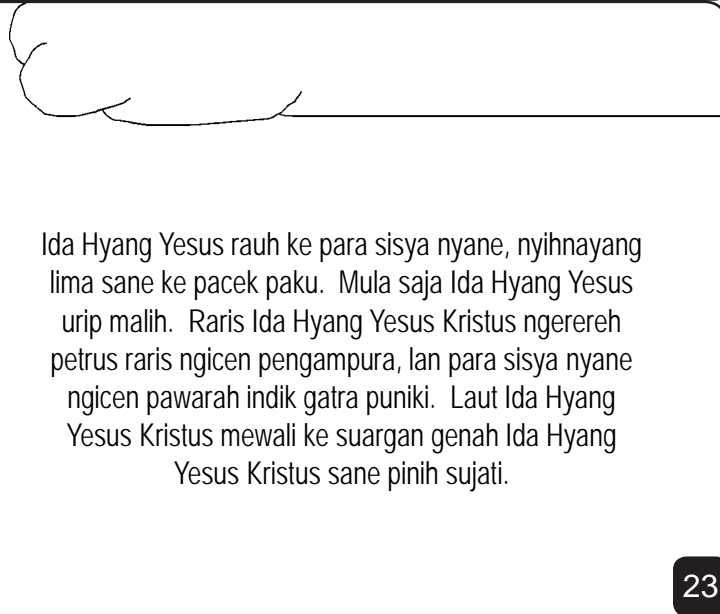 Ida Hyang Yesus rauh ke para sisya nyane, nyihnayang
lima sane ke pacek paku.  Mula saja Ida Hyang Yesus
urip malih.  Raris Ida Hyang Yesus Kristus ngerereh
petrus raris ngicen pengampura, lan para sisya nyane
ngicen pawarah indik gatra puniki.  Laut Ida Hyang
Yesus Kristus mewali ke suargan genah Ida Hyang
Yesus Kristus sane pinih sujati.
23